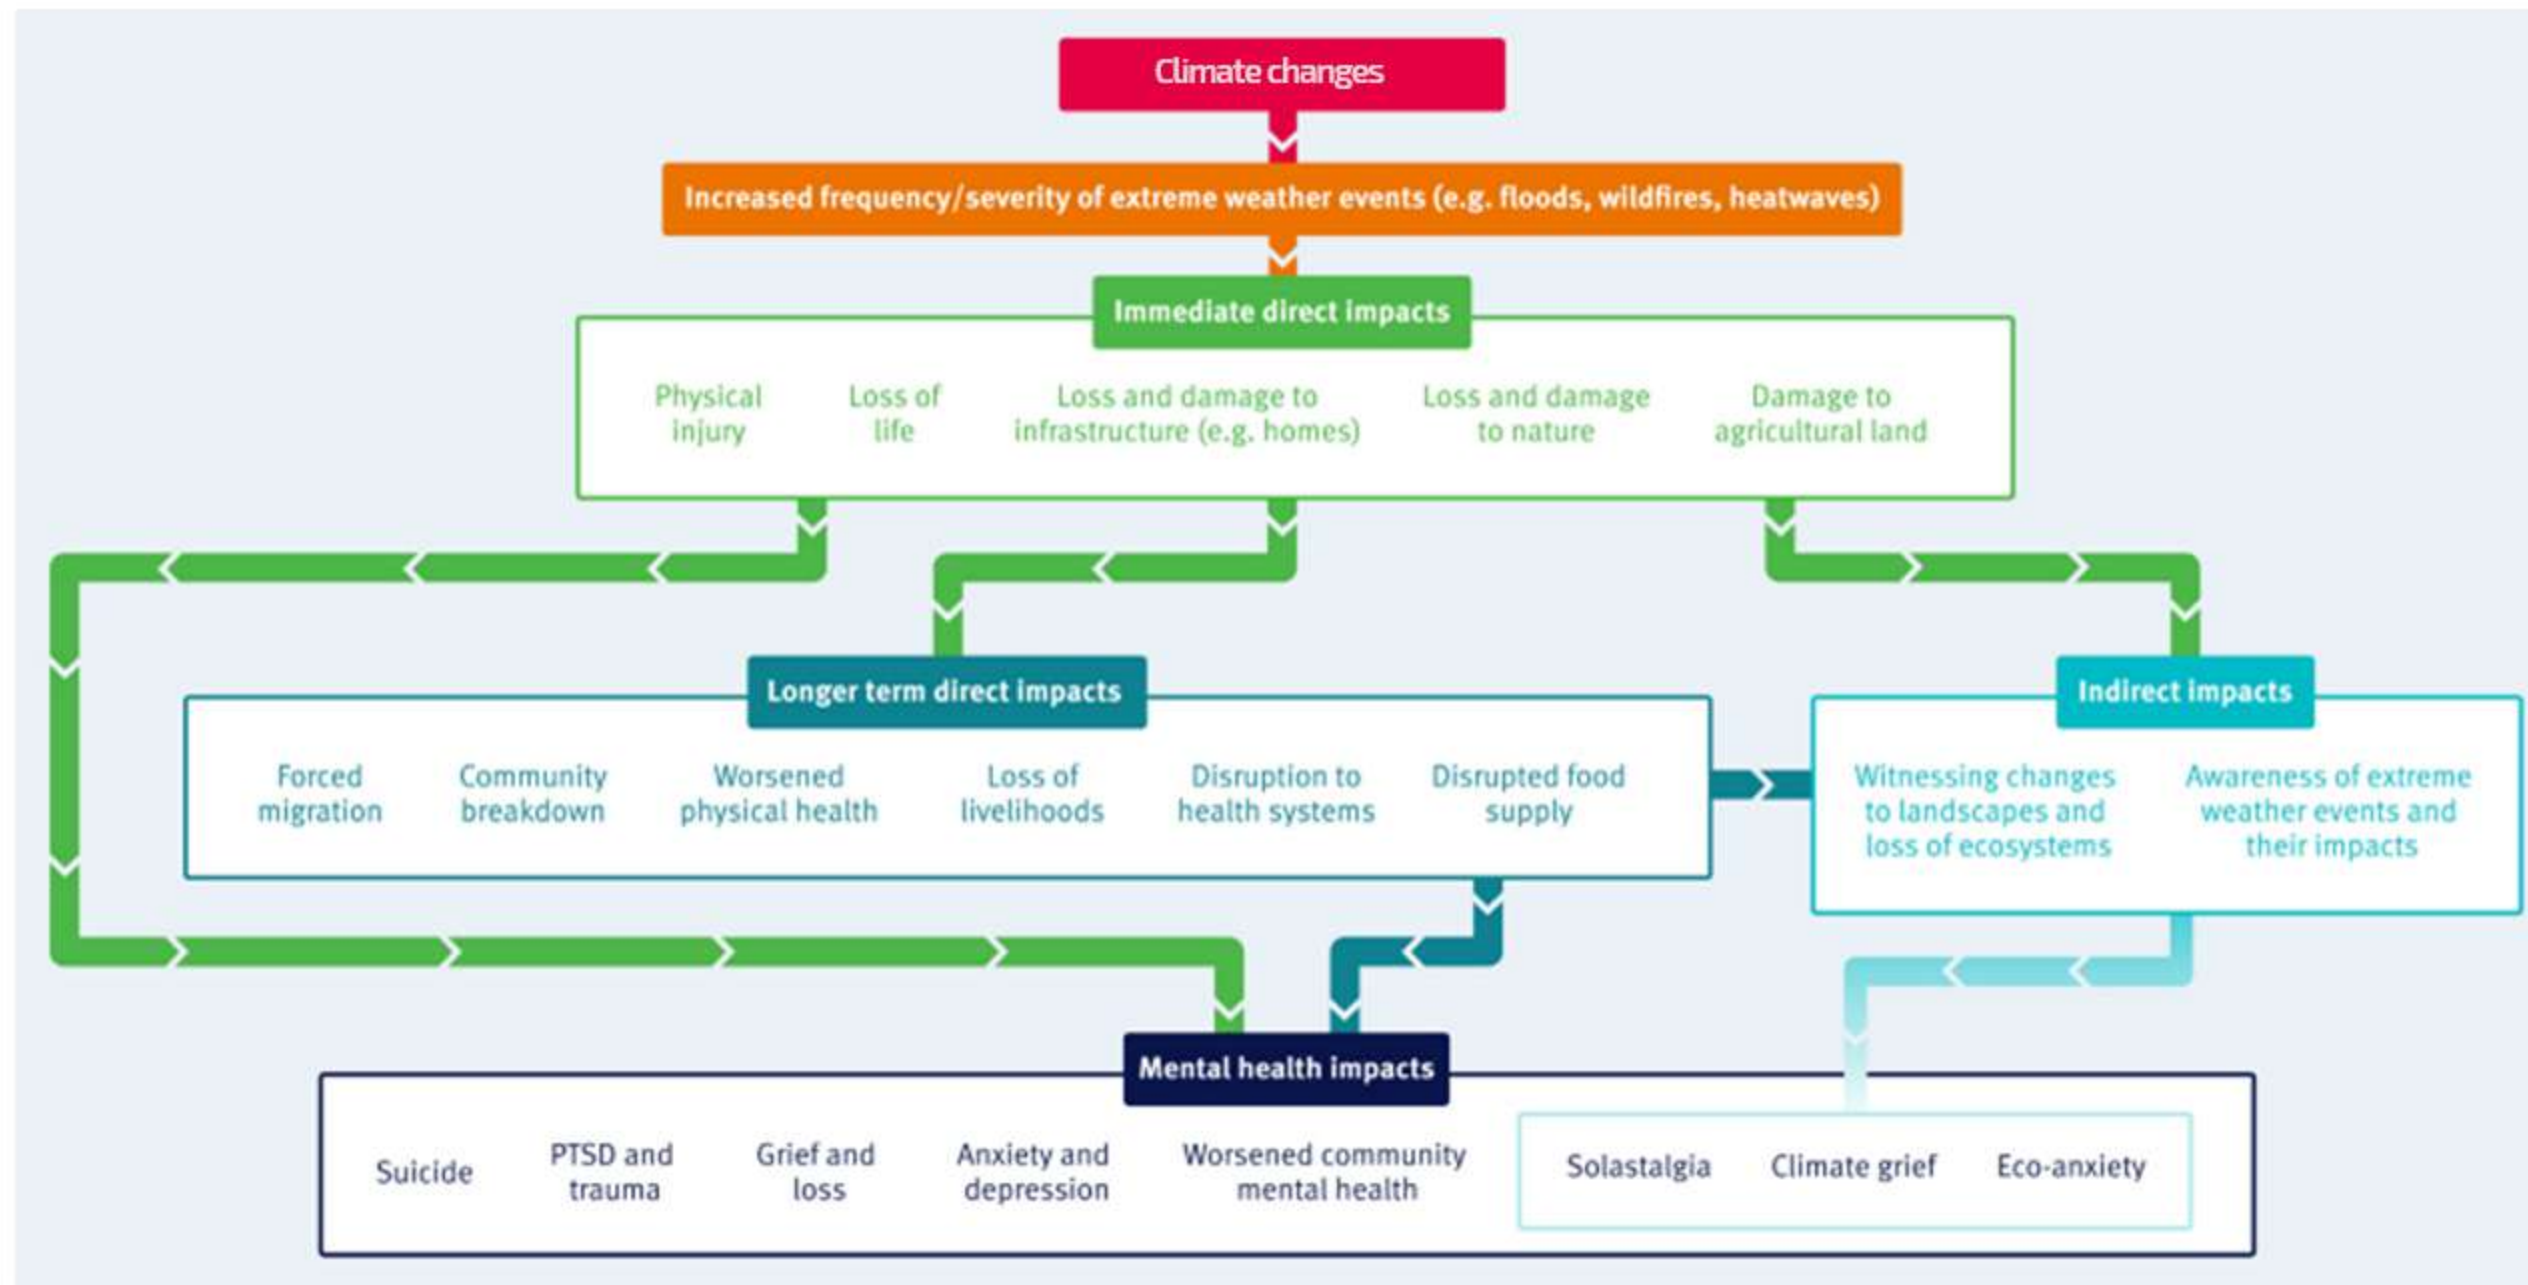 Climate changes
Increased frequency/severity of extreme weather events (e.g. floods, wildfires, heatwaves)
Immediate direct impacts
Physical
injury
Loss of
life
Loss and damage to
infrastructure (e.g. homes)
Loss and damage
to nature
Damage to
agricultural land
Longer term direct impacts
Forced
migration
Community
breakdown
Worsened
physical health
Loss of
livelihoods
Disruption to
health systems
Disrupted food
supply
Indirect impacts
Witnessing changes
to landscapes and
loss of ecosystems
Awareness of extreme
weather events and
their impacts
Mental health impacts
Suicide
PTSD and
trauma
Grief and
loss
Anxiety and
depression
Worsened community
mental health
Solastalgia
Climate grief
Eco-anxiety